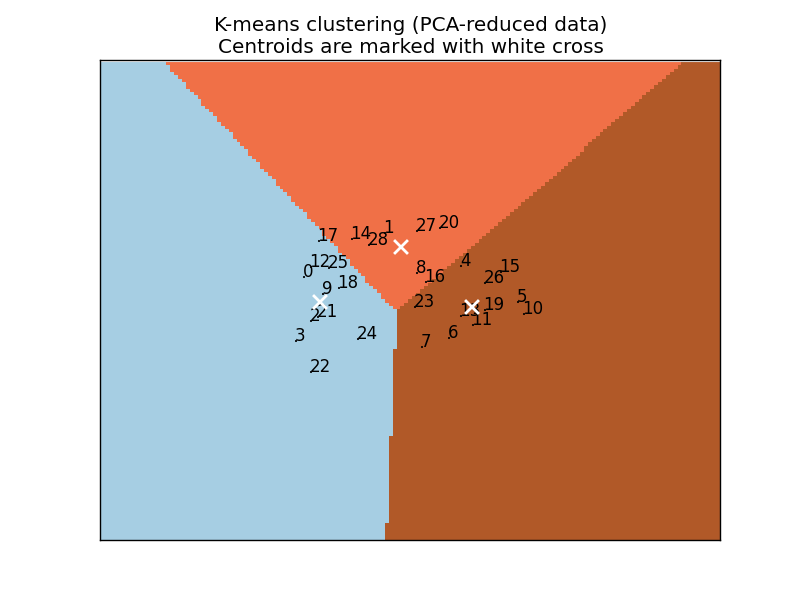 K-means clustering (PCA-reduced data)
Centroids are marked with white cross
1 27 20
17 14 28
12 25 8 4 15
0 16 26
9 18
23 19 5
2 21 11 10
3 24 7 6
22